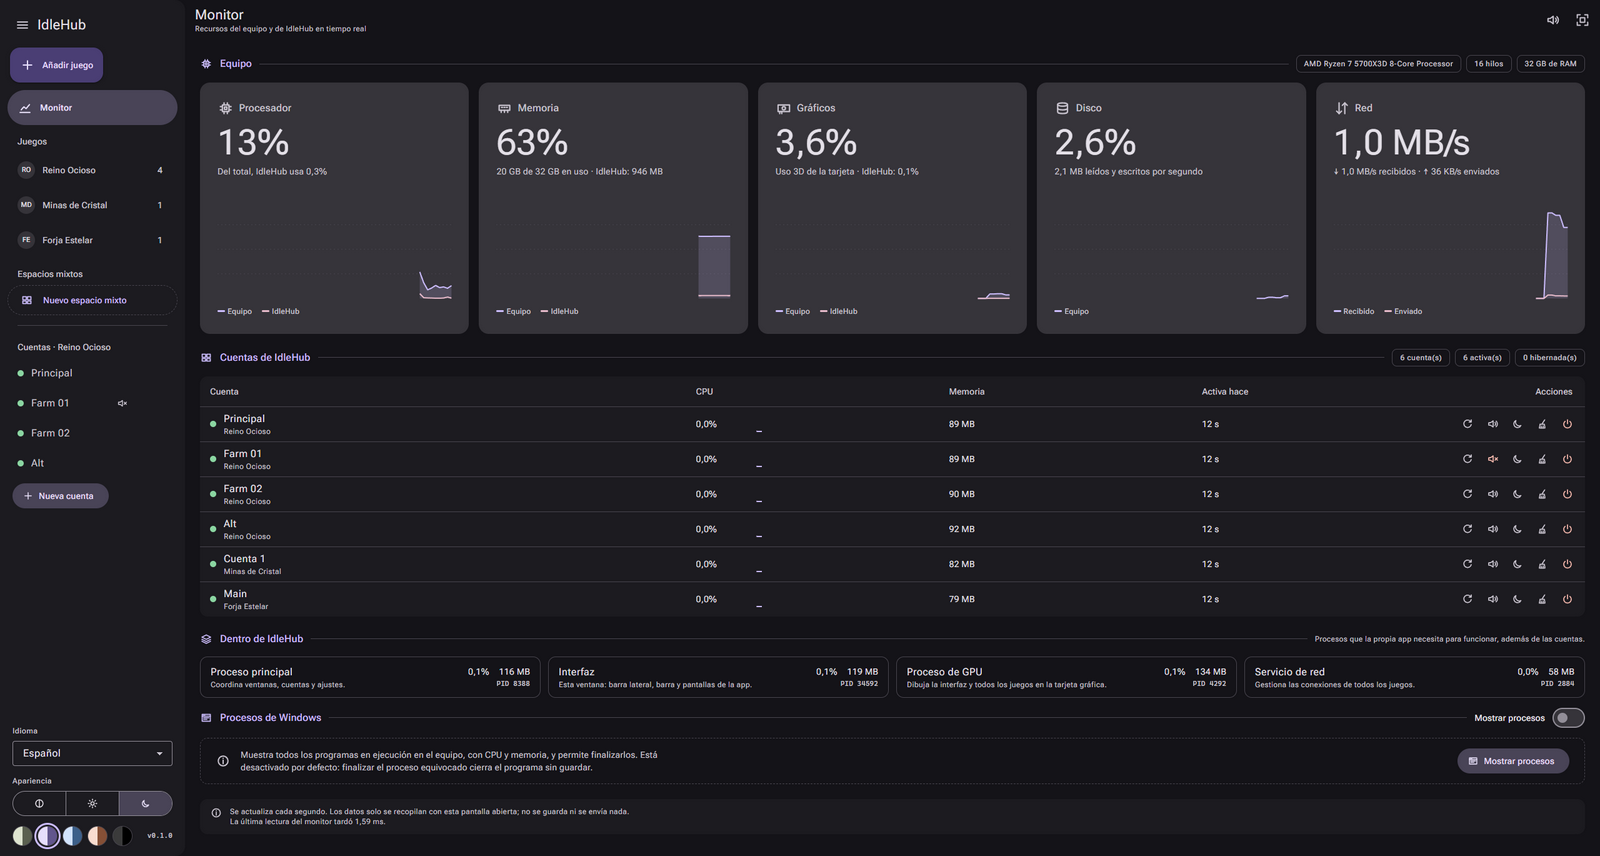 IdleHub
Añadir juego
Monitor
Juegos
RO Reino Ocioso 4
MD Minas de Cristal 1
FE Forja Estelar 1
Espacios mixtos
Nuevo espacio mixto
Cuentas · Reino Ocioso
Principal
Farm 01
Farm 02
Alt
Nueva cuenta
Idioma
Español
Apariencia
v0.1.0
Monitor
Recursos del equipo y de IdleHub en tiempo real
Equipo
AMD Ryzen 7 5700X3D 8-Core Processor
16 hilos
32 GB de RAM
Procesador
13%
Del total, IdleHub usa 0,3%
Equipo IdleHub
Memoria
63%
20 GB de 32 GB en uso · IdleHub: 946 MB
Equipo IdleHub
Gráficos
3,6%
Uso 3D de la tarjeta · IdleHub: 0,1%
Equipo IdleHub
Disco
2,6%
2,1 MB leídos y escritos por segundo
Equipo
Red
1,0 MB/s
↓ 1,0 MB/s recibidos · ↑ 36 KB/s enviados
Recibido Enviado
Cuentas de IdleHub
6 cuenta(s)
6 activa(s)
0 hibernada(s)
Cuenta CPU Memoria Activa hace Acciones
Principal 0,0% 89 MB 12 s
Reino Ocioso
Farm 01 0,0% 89 MB 12 s
Reino Ocioso
Farm 02 0,0% 90 MB 12 s
Reino Ocioso
Alt 0,0% 92 MB 12 s
Reino Ocioso
Cuenta 1 0,0% 82 MB 12 s
Minas de Cristal
Main 0,0% 79 MB 12 s
Forja Estelar
Dentro de IdleHub
Procesos que la propia app necesita para funcionar, además de las cuentas.
Proceso principal 0,1% 116 MB
Coordina ventanas, cuentas y ajustes. PID 8388
Interfaz 0,1% 119 MB
Esta ventana: barra lateral, barra y pantallas de la app. PID 34592
Proceso de GPU 0,1% 134 MB
Dibuja la interfaz y todos los juegos en la tarjeta gráfica. PID 4292
Servicio de red 0,0% 58 MB
Gestiona las conexiones de todos los juegos. PID 2884
Procesos de Windows
Mostrar procesos
Muestra todos los programas en ejecución en el equipo, con CPU y memoria, y permite finalizarlos. Está
desactivado por defecto: finalizar el proceso equivocado cierra el programa sin guardar.
Mostrar procesos
Se actualiza cada segundo. Los datos solo se recopilan con esta pantalla abierta; no se guarda ni se envía nada.
La última lectura del monitor tardó 1,59 ms.